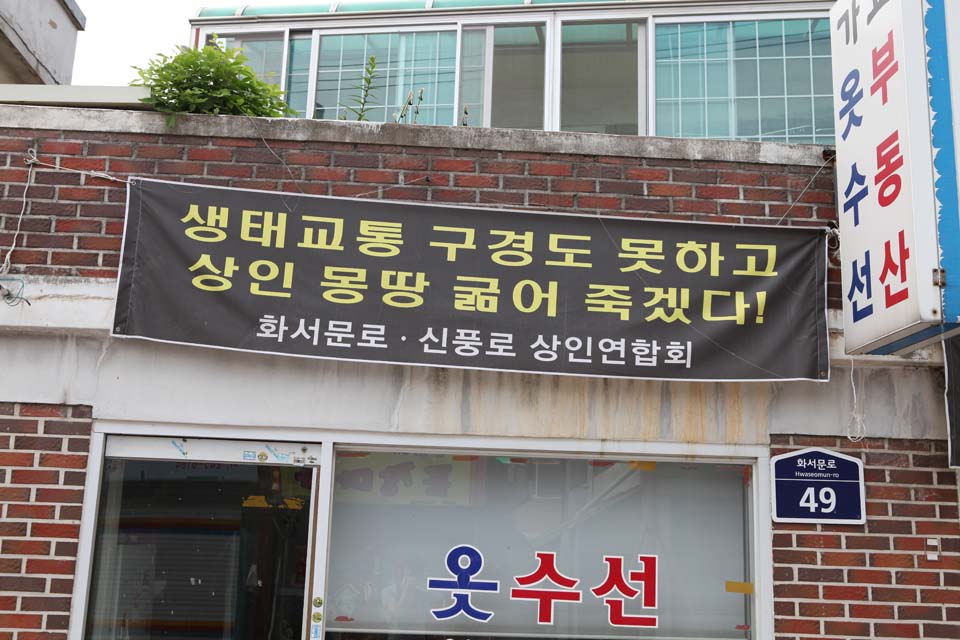 생태교통 구경도 못하고
상인 몽땅 굶어 죽겠다!
화서문로 · 신풍로 상인연합회
부동산
옷수선
화서문로
Hwaseomun-ro
49
옷수선